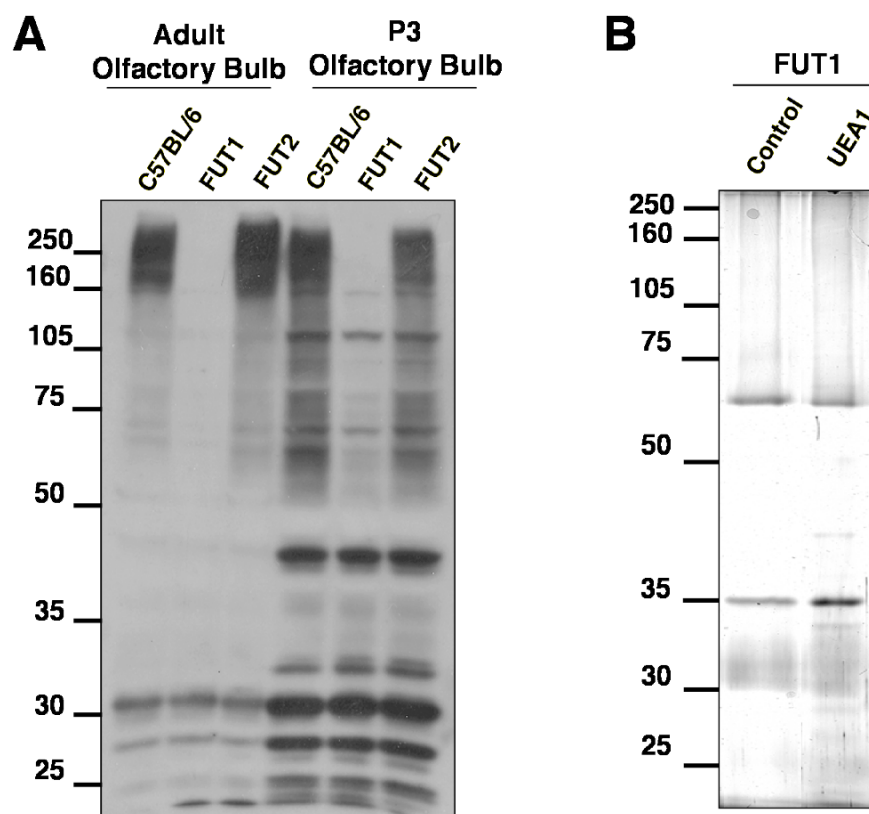 A
Adult
Olfactory Bulb
P3
Olfactory Bulb
C57BL/6
FUT1
FUT2
C57BL/6
FUT1
FUT2
250
160
105
75
50
35
30
25
B
FUT1
Control
UEA1
250
160
105
75
50
35
30
25